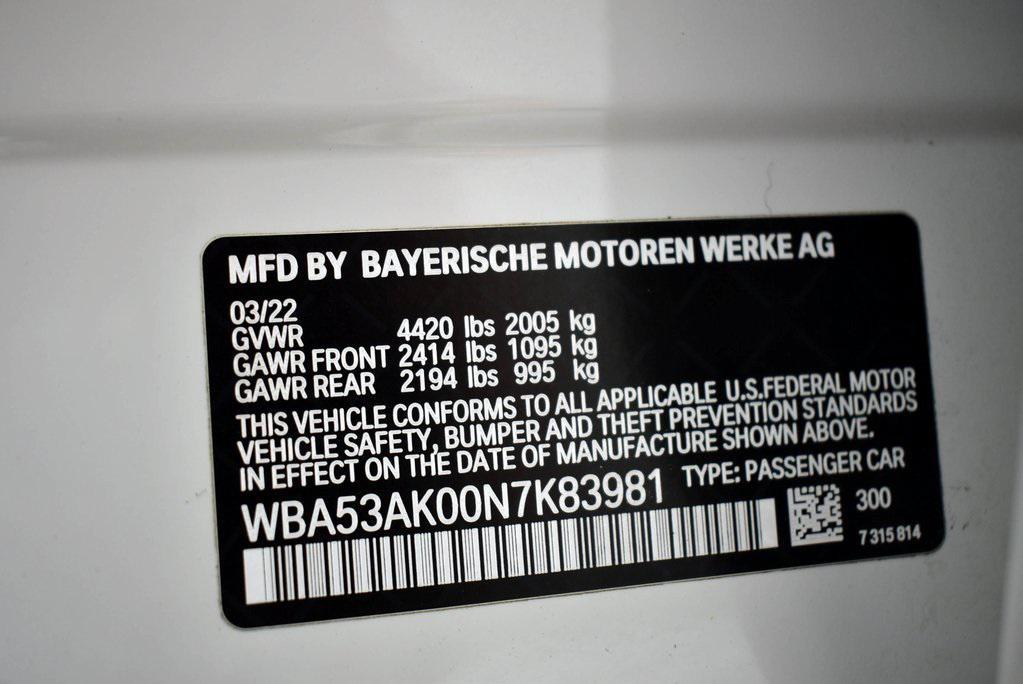 MFD BY BAYERISCHE MOTOREN WERKE AG
03/22
GVWR 4420 lbs 2005 kg
GAWR FRONT 2414 lbs 1095 kg
GAWR REAR 2194 lbs 995 kg
THIS VEHICLE CONFORMS TO ALL APPLICABLE U.S.FEDERAL MOTOR
VEHICLE SAFETY, BUMPER AND THEFT PREVENTION STANDARDS
IN EFFECT ON THE DATE OF MANUFACTURE SHOWN ABOVE.
WBA53AK00N7K83981 TYPE: PASSENGER CAR
300
7 315 814